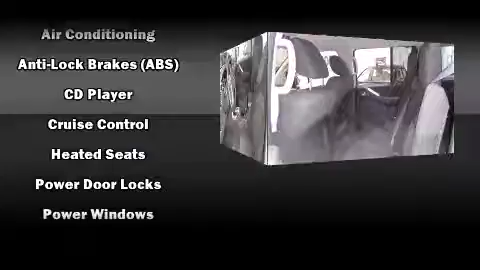 Air Conditioning
Anti-Lock Brakes (ABS)
CD Player
Cruise Control
Heated Seats
Power Door Locks
Power Windows